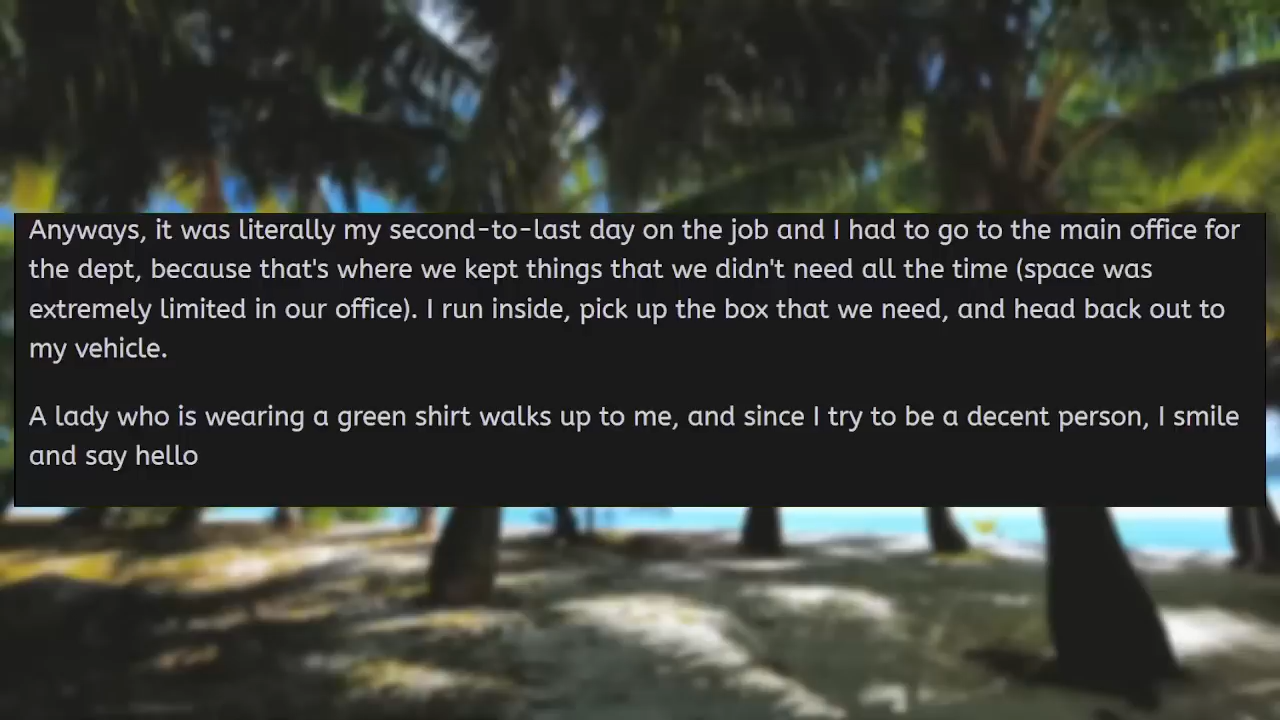 Anyways, it was literally my second-to-last day on the job and I had to go to the main office for
the dept, because that's where we kept things that we didn't need all the time (space was
extremely limited in our office). I run inside, pick up the box that we need, and head back out to
my vehicle.
A lady who is wearing a green shirt walks up to me, and since I try to be a decent person, I smile
and say hello